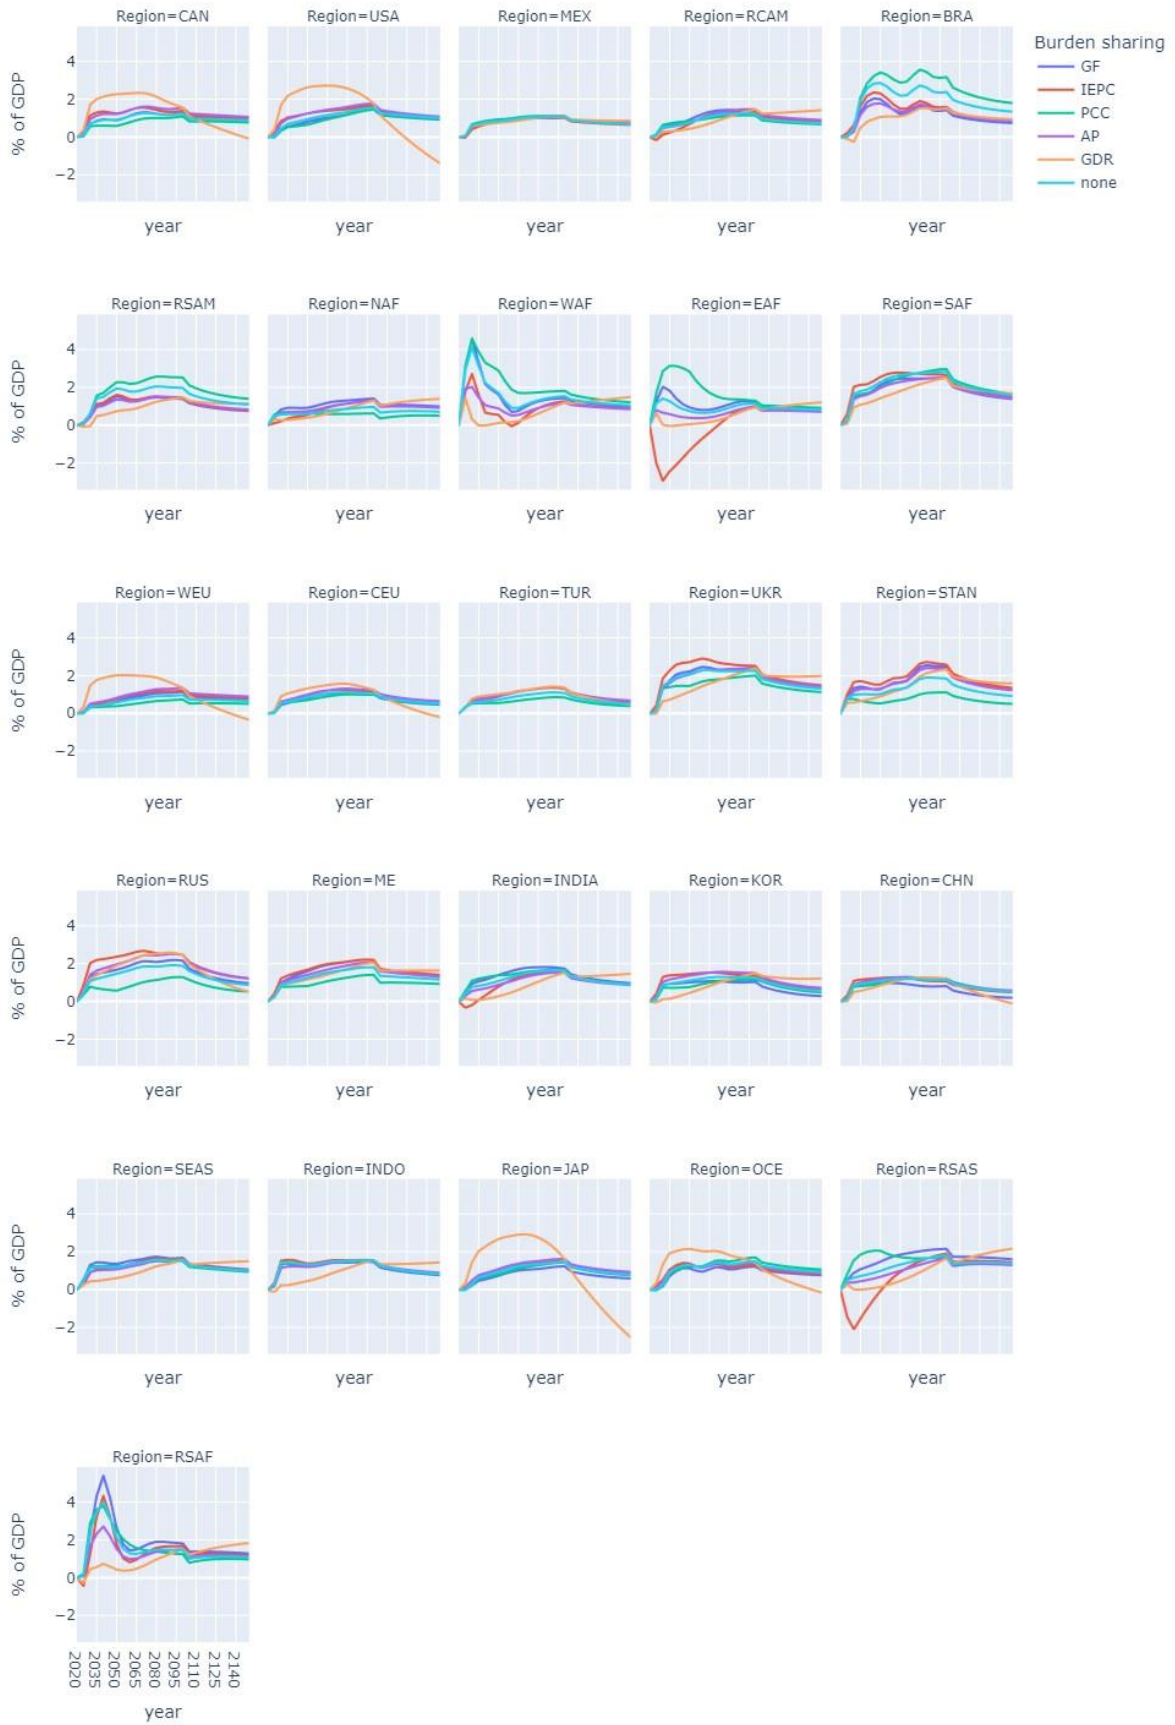 Region=CAN Region=USA Region=MEX Region=RCAM Region=BRA
Burden sharing
GF
IEPC
PCC
AP
GDR
none
% of GDP
4
2
0
−2
year year year year year
Region=RSAM Region=NAF Region=WAF Region=EAF Region=SAF
% of GDP
4
2
0
−2
year year year year year
Region=WEU Region=CEU Region=TUR Region=UKR Region=STAN
% of GDP
4
2
0
−2
year year year year year
Region=RUS Region=ME Region=INDIA Region=KOR Region=CHN
% of GDP
4
2
0
−2
year year year year year
Region=SEAS Region=INDO Region=JAP Region=OCE Region=RSAS
% of GDP
4
2
0
−2
year year year year year
Region=RSAF
% of GDP
4
2
0
−2
2020 2035 2050 2065 2080 2095 2110 2125 2140
year